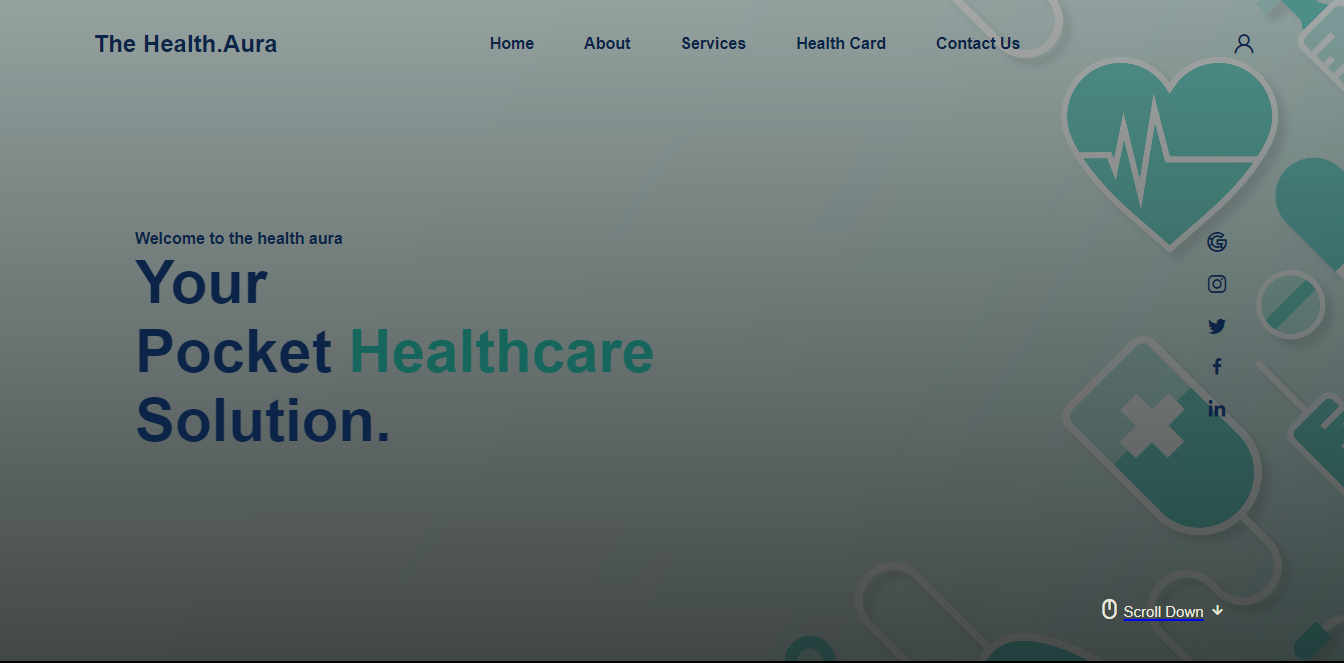 The Health.Aura
Home About Services Health Card Contact Us
Welcome to the health aura
Your
Pocket Healthcare
Solution.
Scroll Down